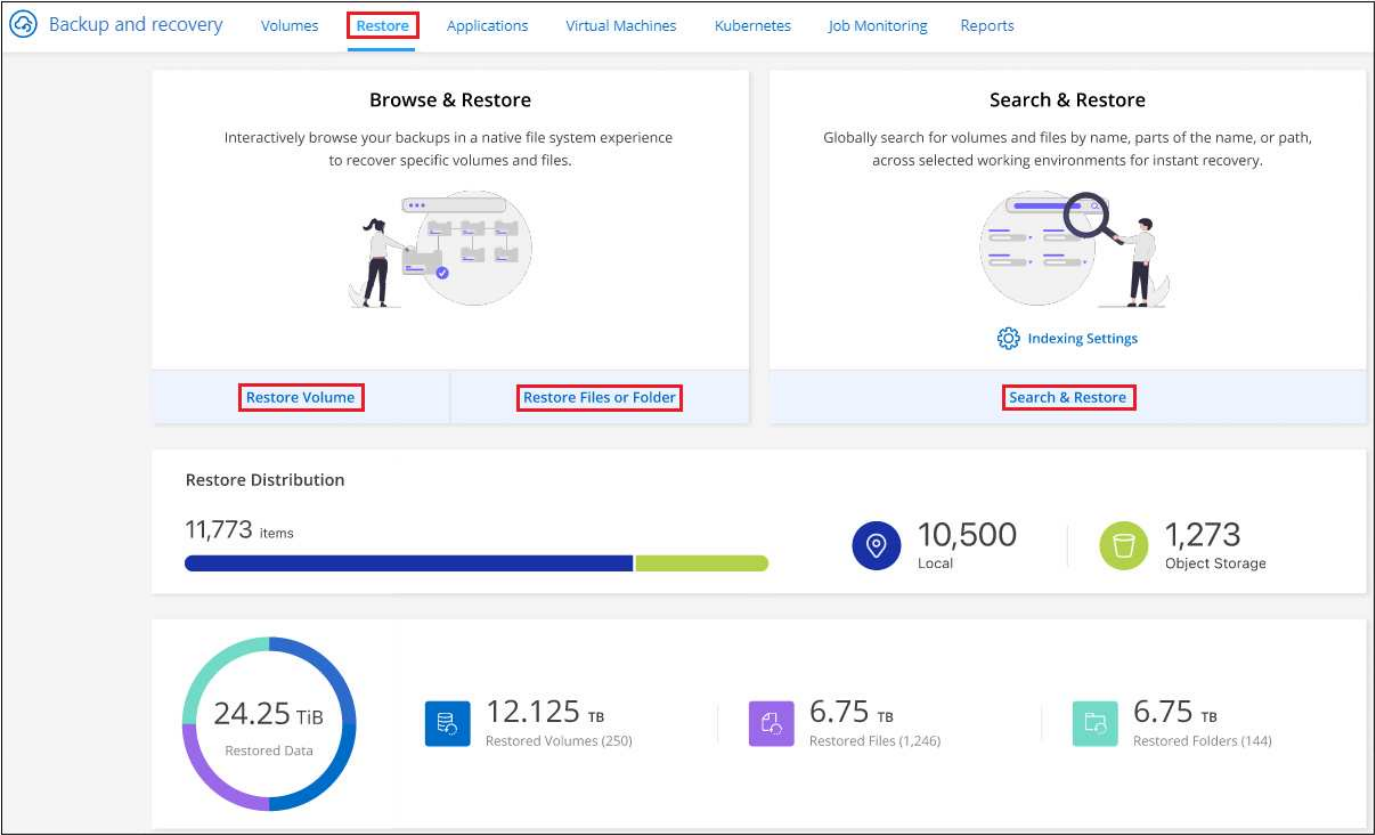 Backup and recovery Volumes Restore Applications Virtual Machines Kubernetes Job Monitoring Reports
Browse & Restore
Interactively browse your backups in a native file system experience
to recover specific volumes and files.
Restore Volume Restore Files or Folder
Search & Restore
Globally search for volumes and files by name, parts of the name, or path,
across selected working environments for instant recovery.
Indexing Settings
Search & Restore
Restore Distribution
11,773 items
10,500
Local
1,273
Object Storage
24.25 TiB
Restored Data
12.125 TB
Restored Volumes (250)
6.75 TB
Restored Files (1,246)
6.75 TB
Restored Folders (144)